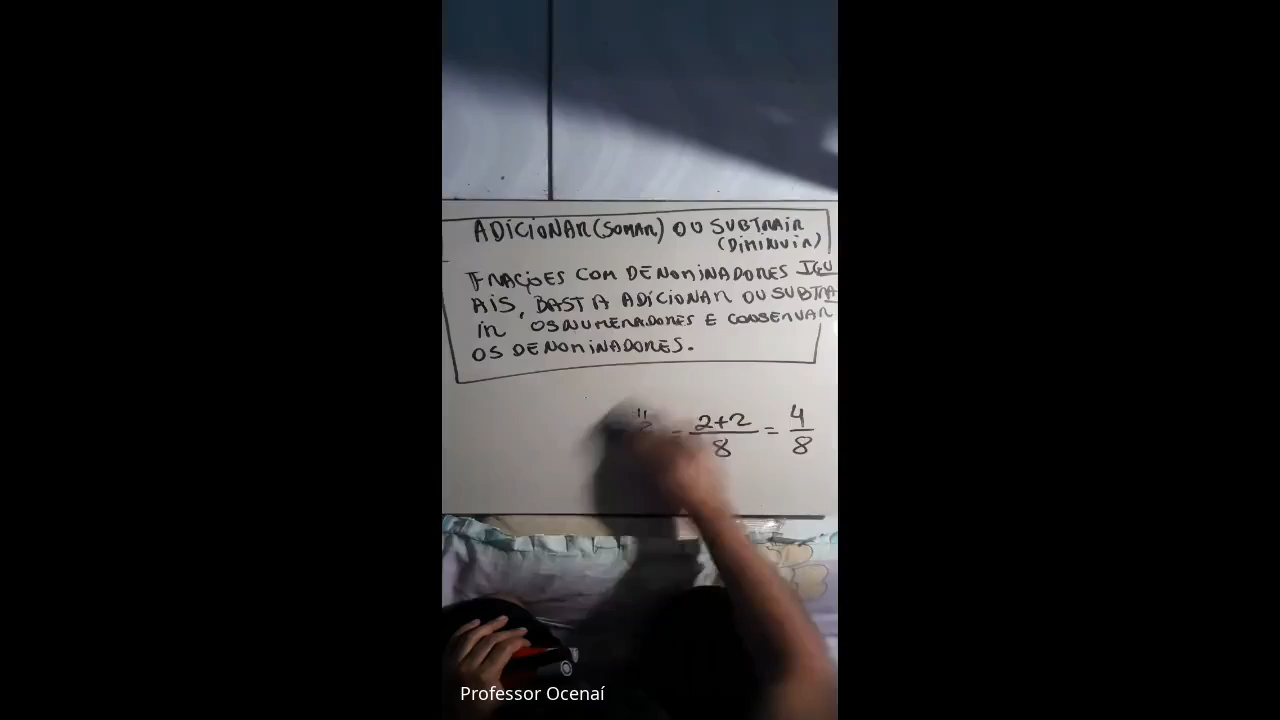 ADICIONAR (SOMAR) OU SUBTRAIR
(DIMINUIR)
FRAÇÕES COM DENOMINADORES IGU
AIS, BASTA ADICIONAR OU SUBTRA
IR OS NUMERADORES E CONSERVAR
OS DENOMINADORES.
= 2+2/8 = 4/8
Professor Ocenaí